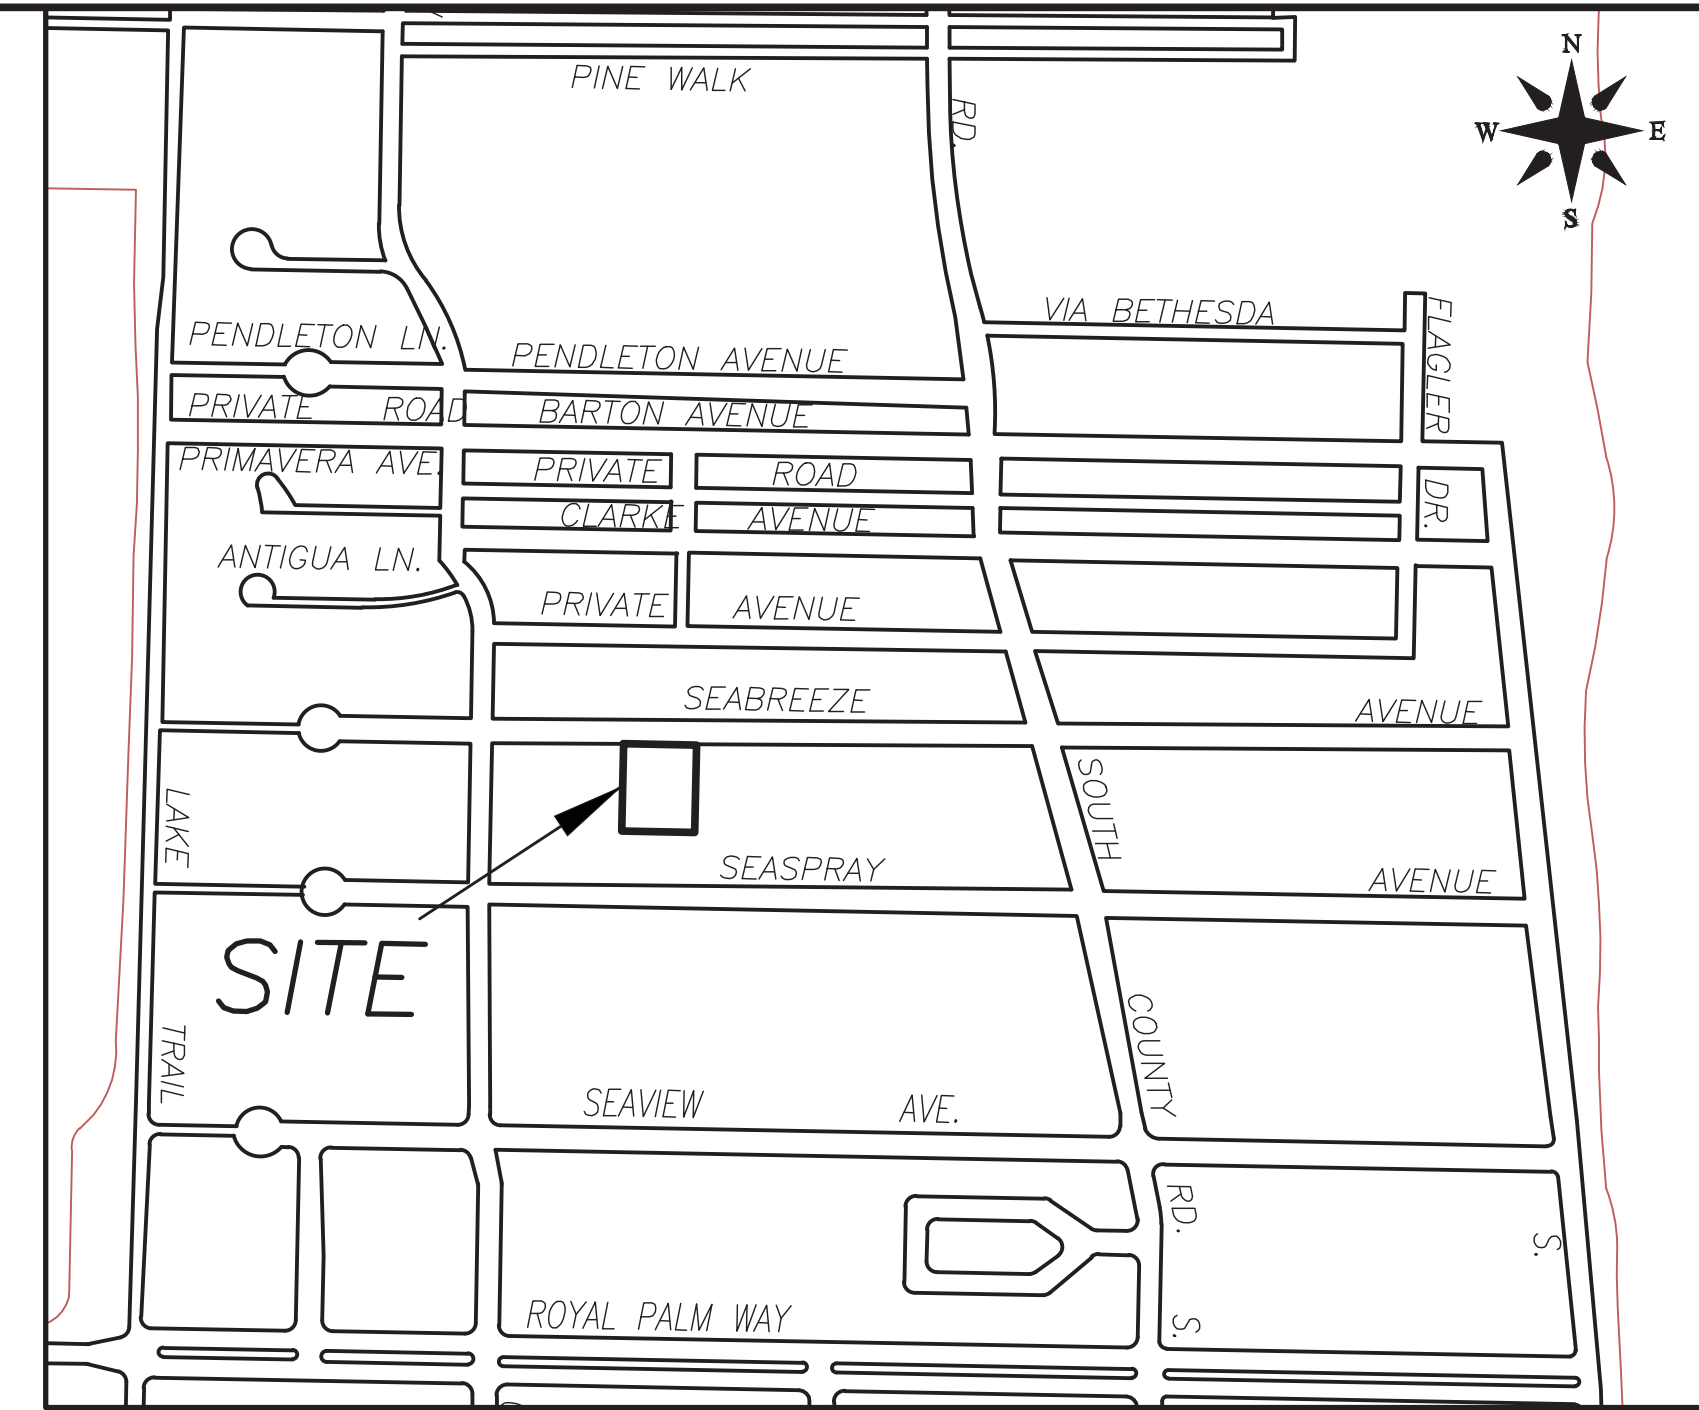 N
PINE WALK
RD.
W E
S
VIA BETHESDA
FLAGLER
PENDLETON LN.
PENDLETON AVENUE
PRIVATE ROAD
BARTON AVENUE
PRIMAVERA AVE.
PRIVATE ROAD
DR.
CLARKE AVENUE
ANTIGUA LN.
PRIVATE AVENUE
SEABREEZE AVENUE
SOUTH
LAKE
SEASPRAY AVENUE
SITE
COUNTY
TRAIL
SEAVIEW AVE.
RD.
S.
ROYAL PALM WAY
S.